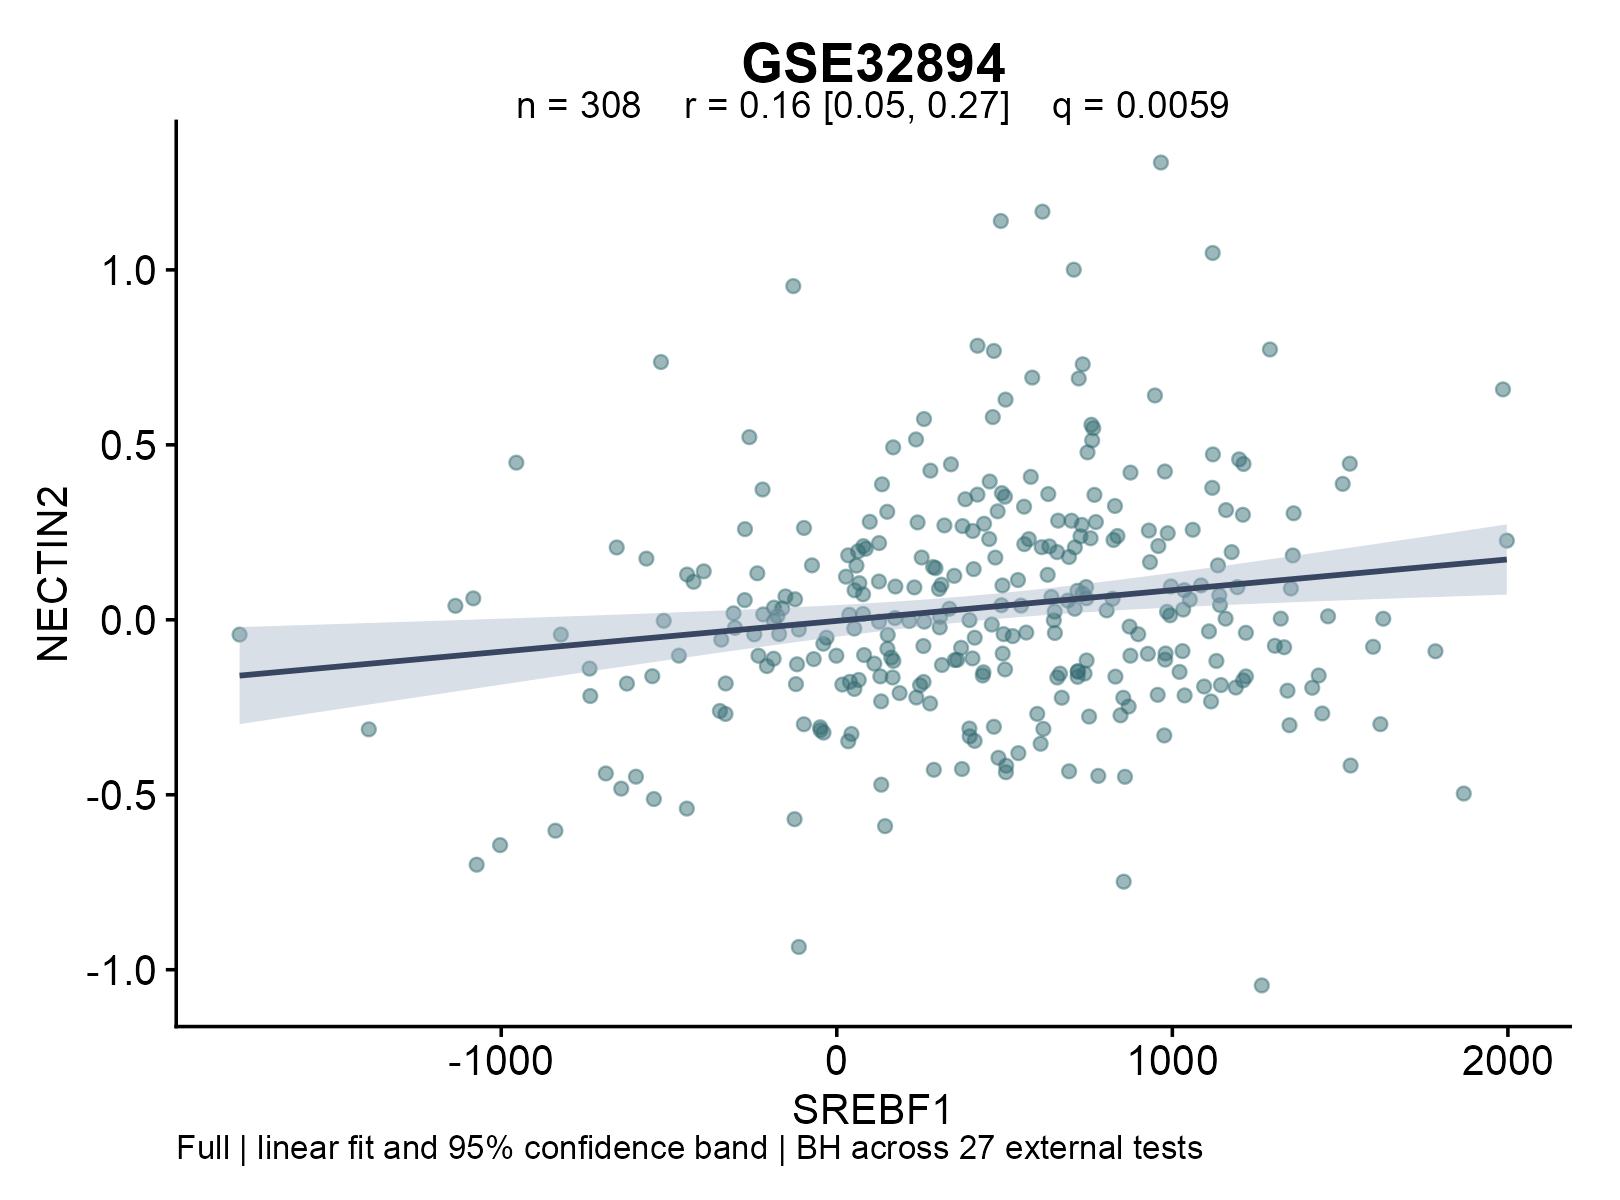 GSE32894
n = 308 r = 0.16 [0.05, 0.27] q = 0.0059
NECTIN2
1.0
0.5
0.0
-0.5
-1.0
-1000 0 1000 2000
SREBF1
Full | linear fit and 95% confidence band | BH across 27 external tests